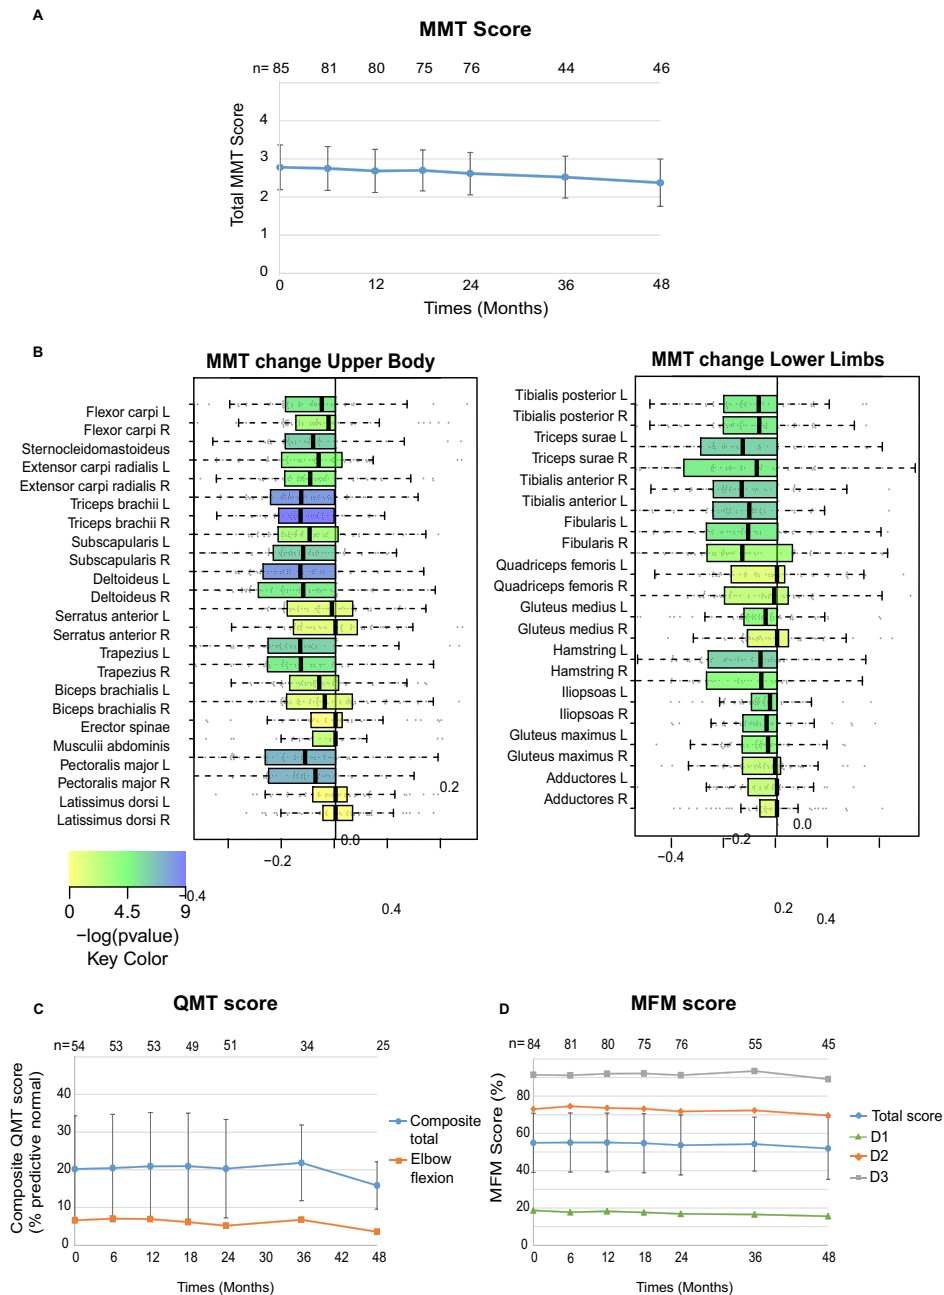 A
MMT Score
n= 85 81 80 75 76 44 46
Total MMT Score
4
3
2
1
0
0 12 24 36 48
Times (Months)
B
MMT change Upper Body
Flexor carpi L
Flexor carpi R
Sternocleidomastoideus
Extensor carpi radialis L
Extensor carpi radialis R
Triceps brachii L
Triceps brachii R
Subscapularis L
Subscapularis R
Deltoideus L
Deltoideus R
Serratus anterior L
Serratus anterior R
Trapezius L
Trapezius R
Biceps brachialis L
Biceps brachialis R
Erector spinae
Musculii abdominis
Pectoralis major L
Pectoralis major R
Latissimus dorsi L
Latissimus dorsi R
0.2
0.0
−0.2
−0.4
0.4
0 4.5 9
−log(pvalue)
Key Color
MMT change Lower Limbs
Tibialis posterior L
Tibialis posterior R
Triceps surae L
Triceps surae R
Tibialis anterior R
Tibialis anterior L
Fibularis L
Fibularis R
Quadriceps femoris L
Quadriceps femoris R
Gluteus medius L
Gluteus medius R
Hamstring L
Hamstring R
Iliopsoas L
Iliopsoas R
Gluteus maximus L
Gluteus maximus R
Adductores L
Adductores R
0.0
−0.2
−0.4
0.2
0.4
C
QMT score
n= 54 53 53 49 51 34 25
Composite QMT score
(% predictive normal)
40
30
20
10
0
0 6 12 18 24 30 36 42 48
Times (Months)
Composite
total
Elbow
flexion
D
MFM score
n= 84 81 80 75 76 55 45
MFM Score (%)
80
60
40
20
0
0 6 12 18 24 36 48
Times (Months)
Total score
D1
D2
D3